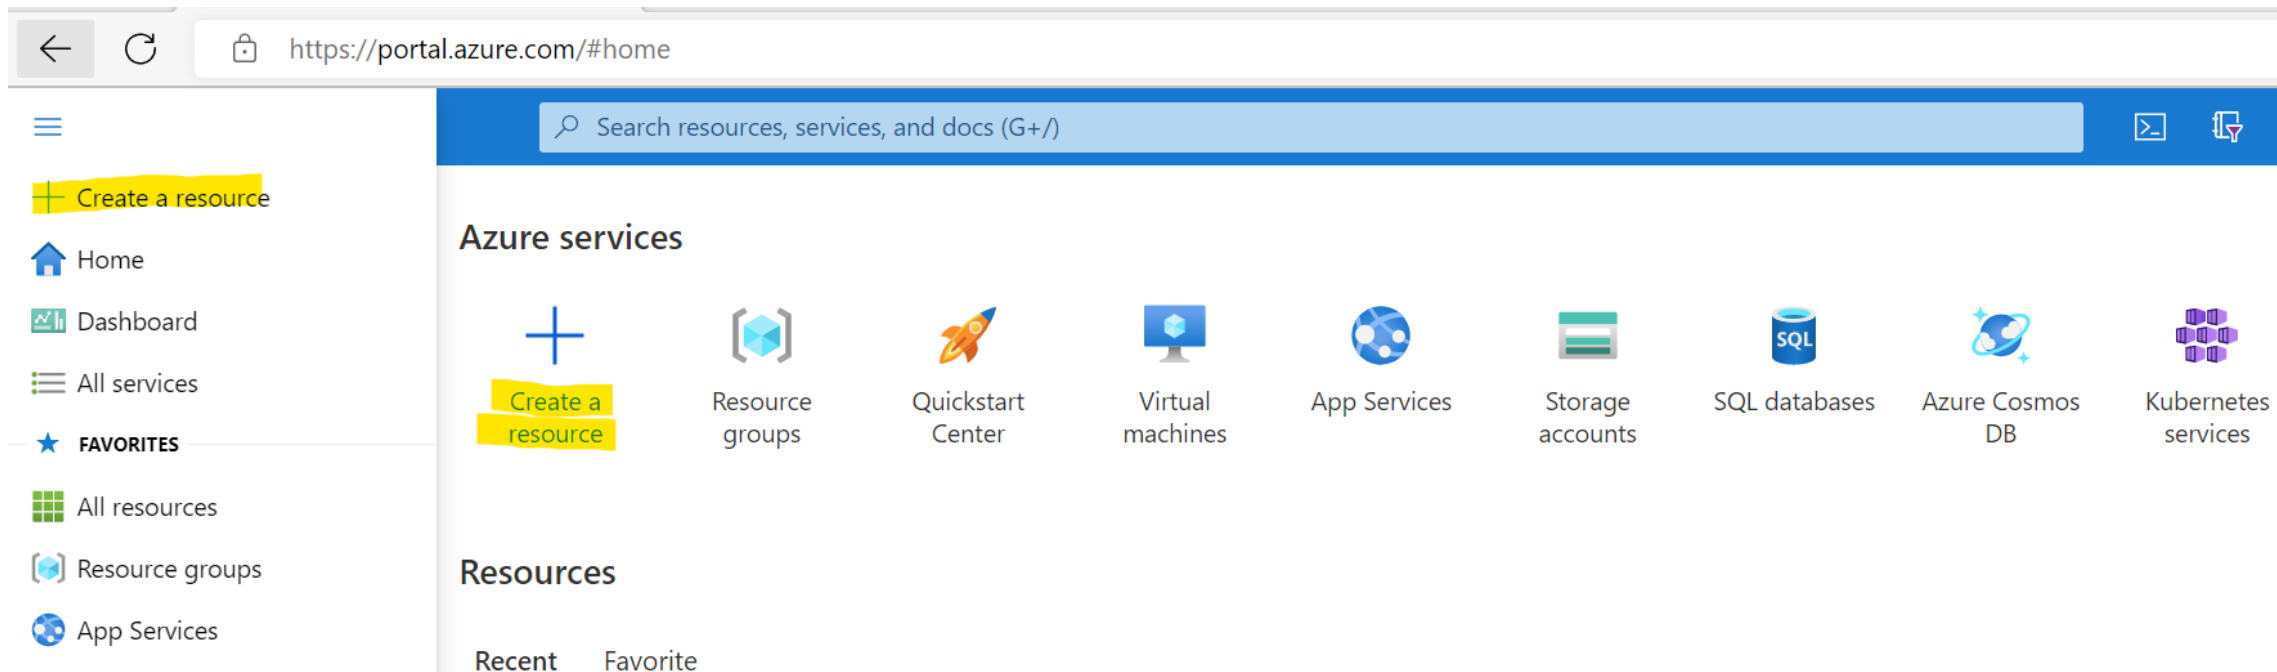 https://portal.azure.com/#home
Search resources, services, and docs (G+/)
Create a resource
Home
Dashboard
All services
FAVORITES
All resources
Resource groups
App Services
Azure services
Create a
resource
Resource
groups
Quickstart
Center
Virtual
machines
App Services
Storage
accounts
SQL
SQL databases
Azure Cosmos
DB
Kubernetes
services
Resources
Recent Favorite